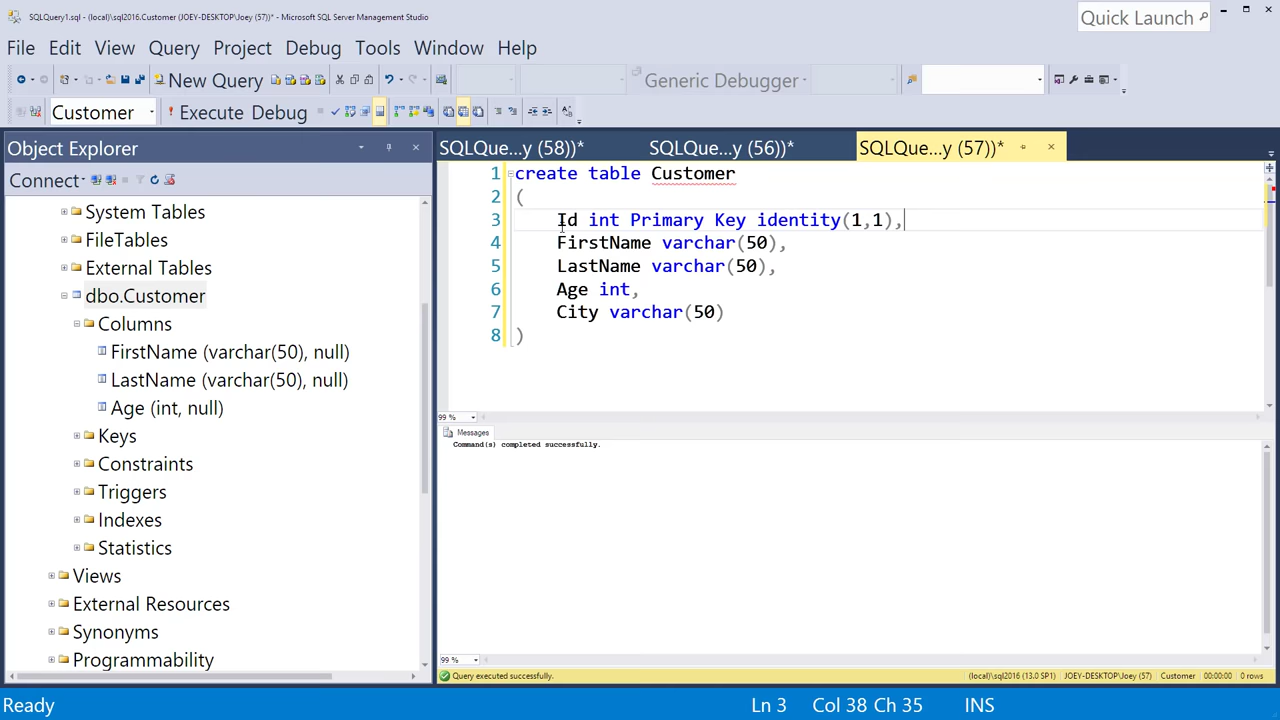 SQLQuery1.sql - (local)\sql2016.Customer (JOEY-DESKTOP\Joey (57))* - Microsoft SQL Server Management Studio
Quick Launch
File Edit View Query Project Debug Tools Window Help
New Query
Generic Debugger
Customer
Execute Debug
Object Explorer
Connect
System Tables
FileTables
External Tables
dbo.Customer
Columns
FirstName (varchar(50), null)
LastName (varchar(50), null)
Age (int, null)
Keys
Constraints
Triggers
Indexes
Statistics
Views
External Resources
Synonyms
Programmability
SQLQue...y (58))* SQLQue...y (56))* SQLQue...y (57))*
1 create table Customer
2 (
3 Id int Primary Key identity(1,1),
4 FirstName varchar(50),
5 LastName varchar(50),
6 Age int,
7 City varchar(50)
8 )
99 %
Messages
Command(s) completed successfully.
99 %
Query executed successfully.
(local)\sql2016 (13.0 SP1) JOEY-DESKTOP\Joey (57) Customer 00:00:00 0 rows
Ready
Ln 3 Col 38 Ch 35 INS